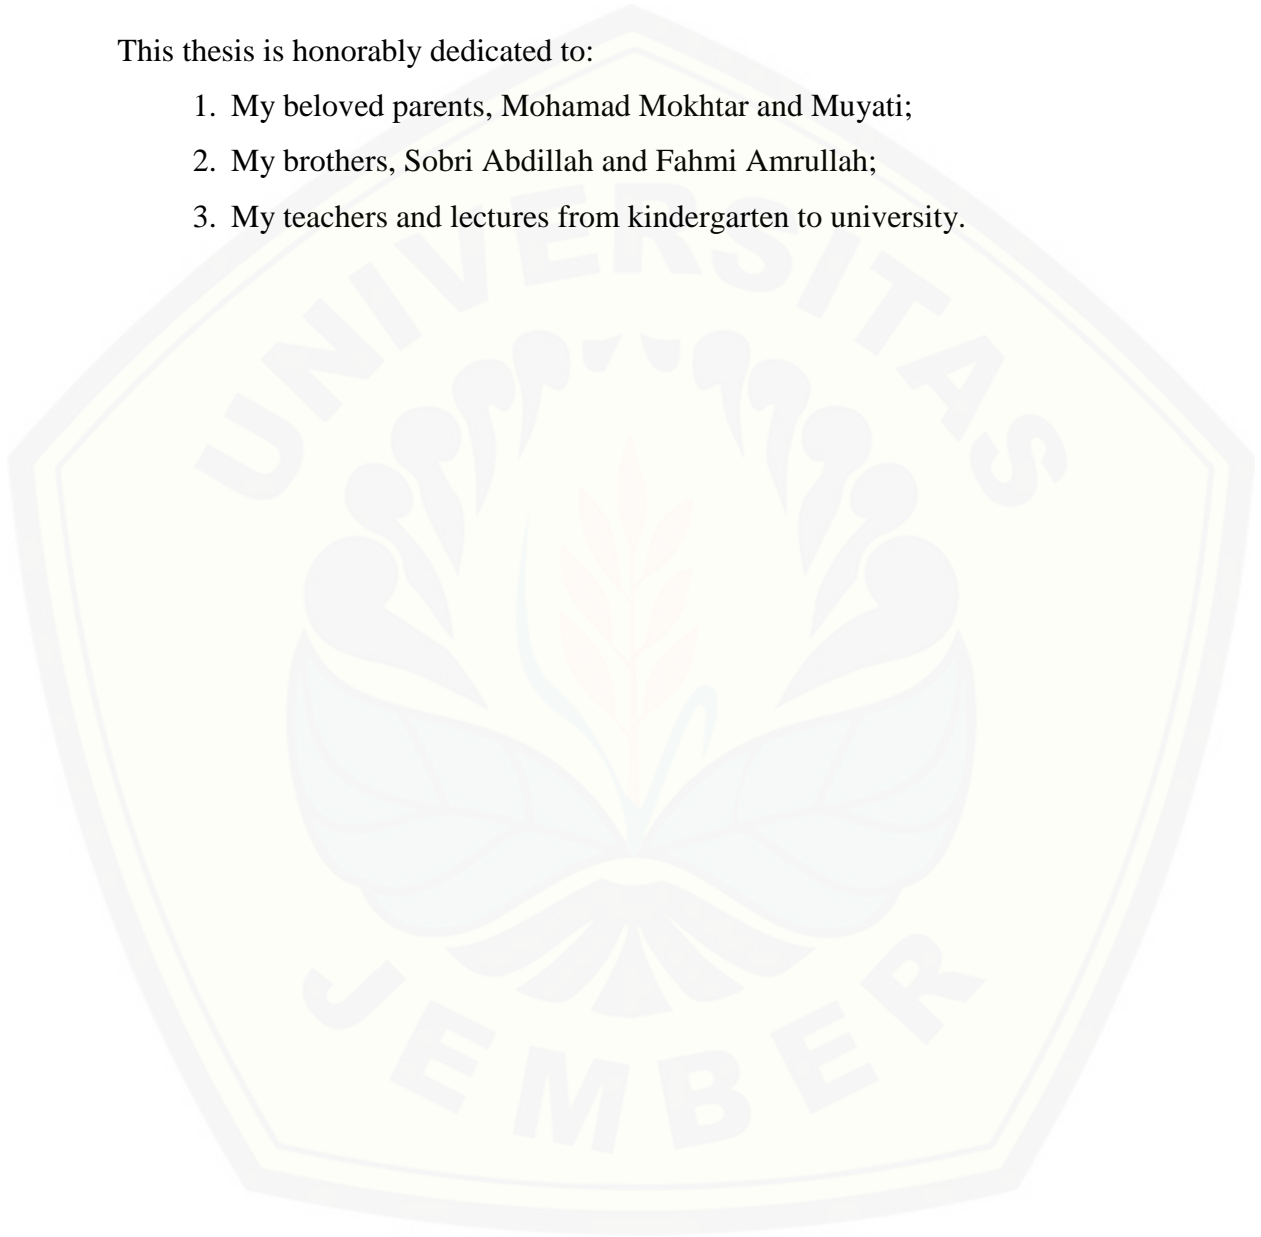 This thesis is honorably dedicated to:
1. My beloved parents, Mohamad Mokhtar and Muyati;
2. My brothers, Sobri Abdillah and Fahmi Amrullah;
3. My teachers and lectures from kindergarten to university.
UNIVERSITAS
JEMBER